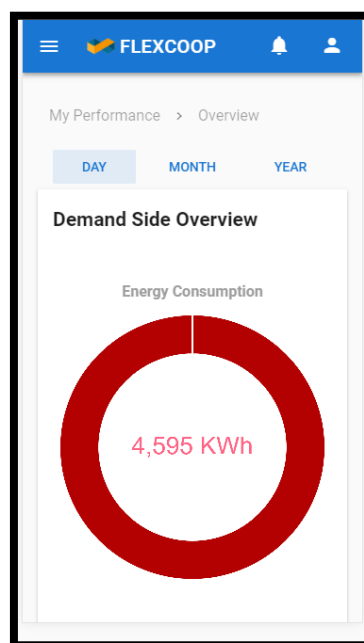 FLEXCOOP
My Performance > Overview
DAY MONTH YEAR
Demand Side Overview
Energy Consumption
4,595 KWh